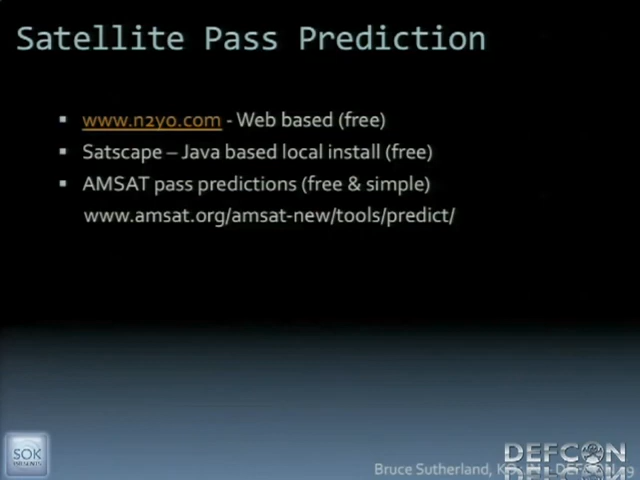 Satellite Pass Prediction
▪ www.n2yo.com - Web based (free)
▪ Satscape – Java based local install (free)
▪ AMSAT pass predictions (free & simple)
www.amsat.org/amsat-new/tools/predict/
SOK
PRESENTS
DEFCON
Bruce Sutherland,